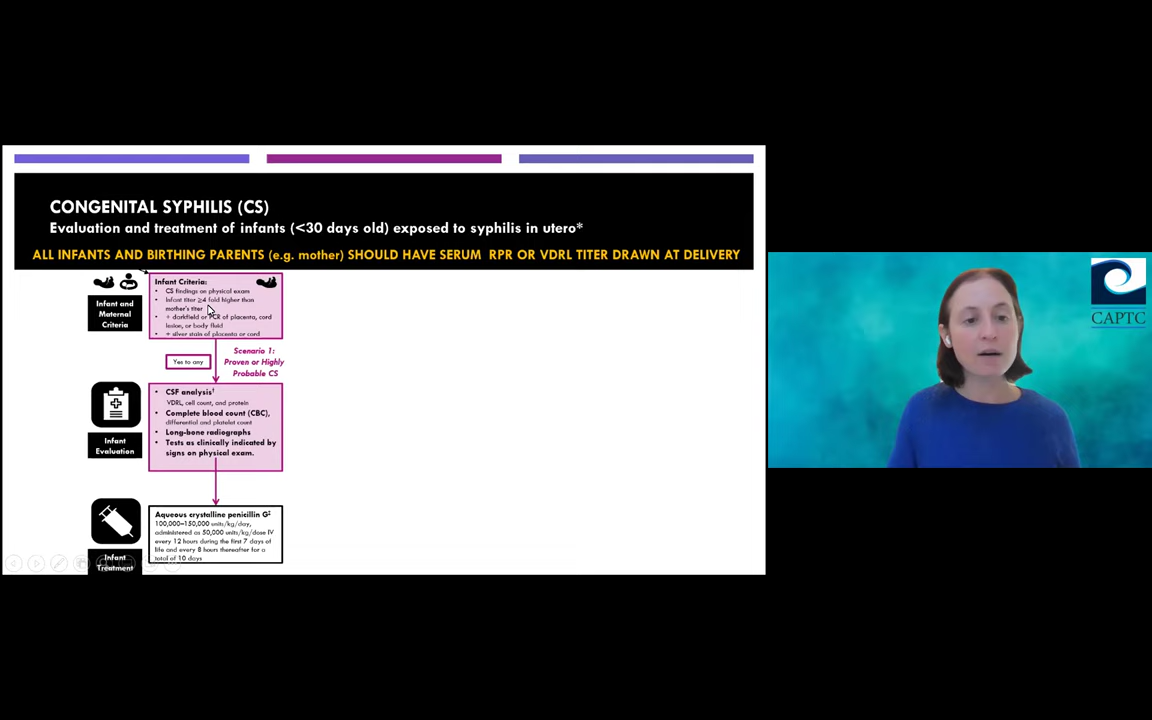 CONGENITAL SYPHILIS (CS)
Evaluation and treatment of infants (<30 days old) exposed to syphilis in utero*
ALL INFANTS AND BIRTHING PARENTS (e.g. mother) SHOULD HAVE SERUM RPR OR VDRL TITER DRAWN AT DELIVERY
Infant and
Maternal
Criteria
Infant Criteria:
• CS findings on physical exam
• Infant titer ≥4 fold higher than
mother's titer
• + darkfield or PCR of placenta, cord
lesion, or body fluid
• + silver stain of placenta or cord
Yes to any
Scenario 1:
Proven or Highly
Probable CS
Infant
Evaluation
• CSF analysis†
VDRL, cell count, and protein
• Complete blood count (CBC),
differential and platelet count
• Long-bone radiographs
• Tests as clinically indicated by
signs on physical exam.
Infant
Treatment
Aqueous crystalline penicillin G‡
100,000–150,000 units/kg/day,
administered as 50,000 units/kg/dose IV
every 12 hours during the first 7 days of
life and every 8 hours thereafter for a
total of 10 days
CAPTC